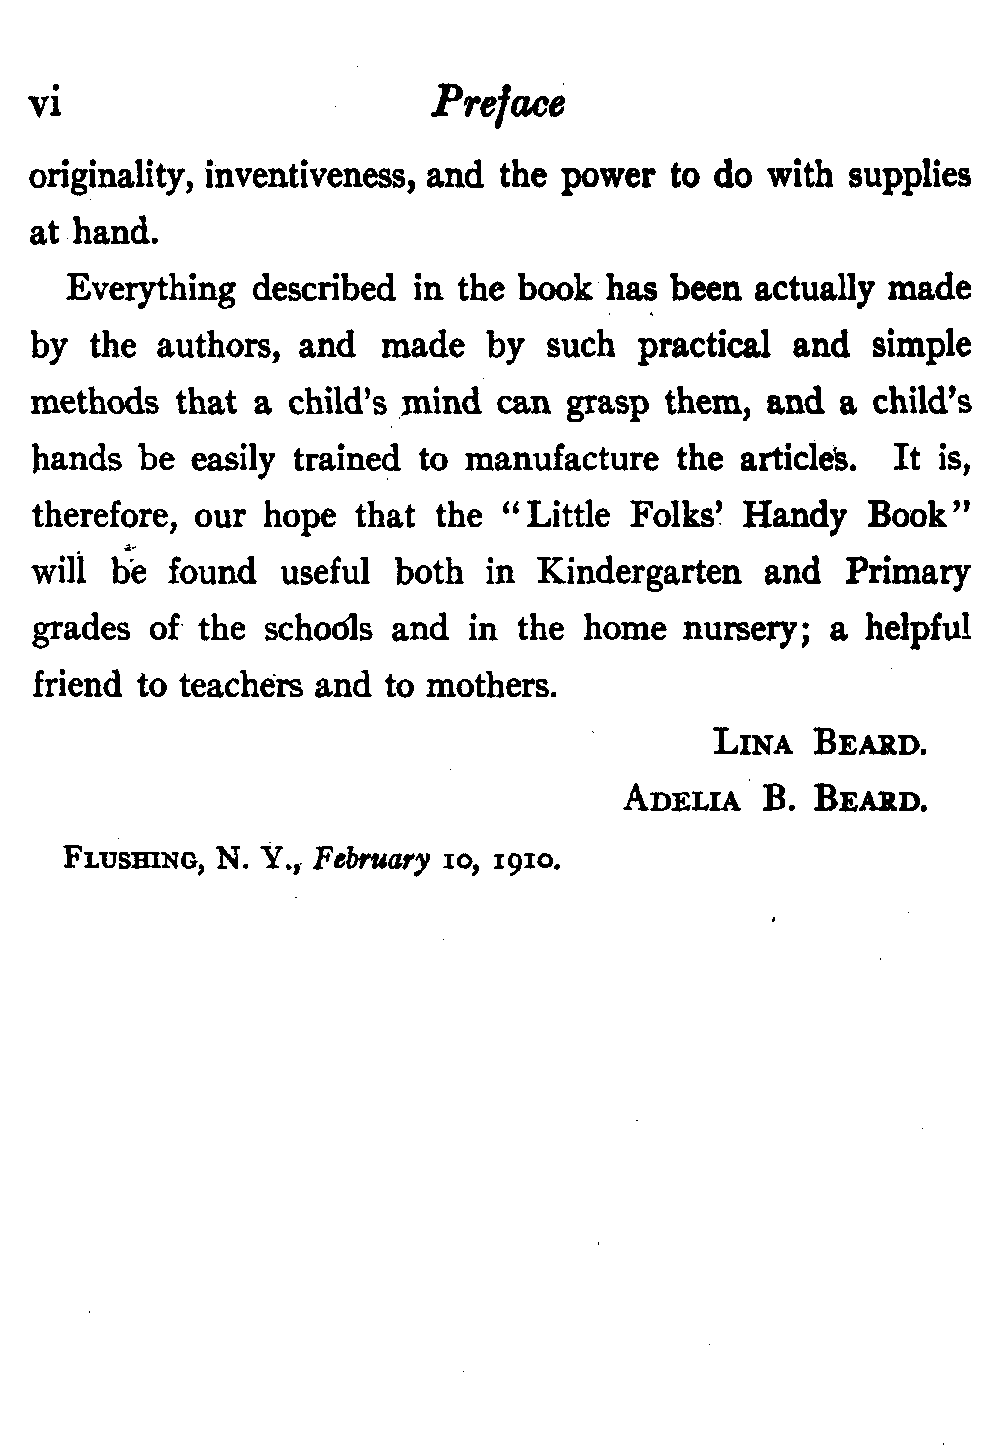 vi Preface
originality, inventiveness, and the power to do with supplies
at hand.
Everything described in the book has been actually made
by the authors, and made by such practical and simple
methods that a child's mind can grasp them, and a child's
hands be easily trained to manufacture the articles. It is,
therefore, our hope that the "Little Folks' Handy Book"
will be found useful both in Kindergarten and Primary
grades of the schools and in the home nursery; a helpful
friend to teachers and to mothers.
LINA BEARD.
ADELIA B. BEARD.
FLUSHING, N. Y., February 10, 1910.